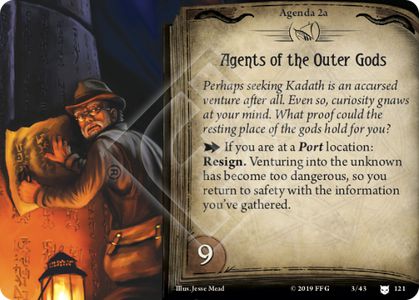 Agenda 2a
Agents of the Outer Gods
Perhaps seeking Kadath is an accursed
venture after all. Even so, curiosity gnaws
at your mind. What proof could the
resting place of the gods hold for you?
If you are at a Port location:
Resign. Venturing into the unknown
has become too dangerous, so you
return to safety with the information
you've gathered.
9
Illus. Jesse Mead
© 2019 FFG
3/43
121